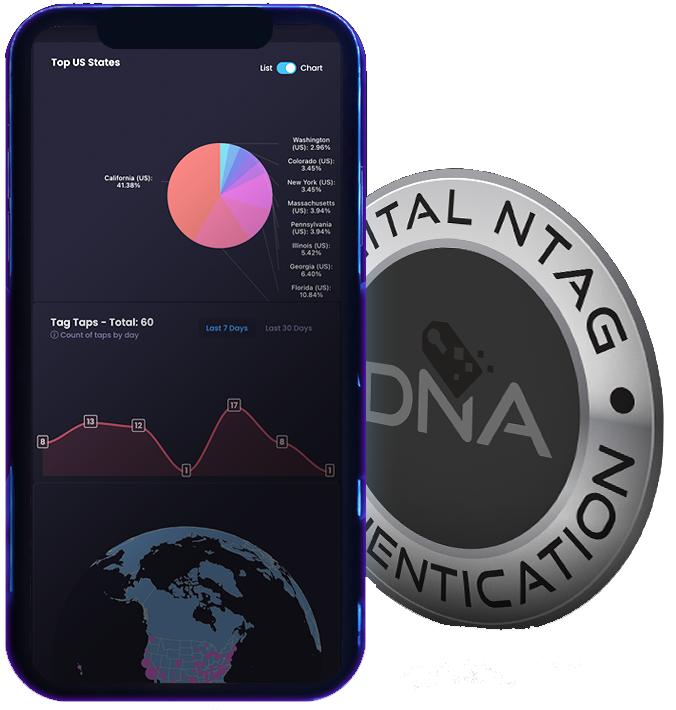 Top US States
List
Chart
Washington
(US): 2.96%
Colorado (US):
3.45%
California (US):
41.38%
New York (US):
3.45%
Massachusetts
(US): 3.94%
Pennsylvania
(US): 3.94%
Illinois (US):
5.42%
Georgia (US):
6.40%
Florida (US):
10.84%
Tag Taps - Total: 60
Count of taps by day
Last 7 Days
Last 30 Days
8
13
12
1
17
8
1
ITAL NTAG
DNA
ENTICATION